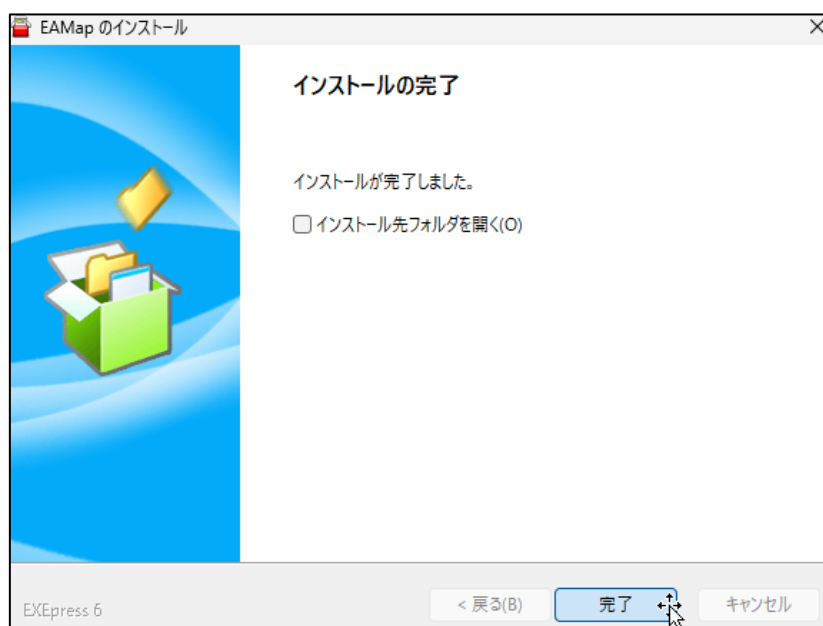 EAMap のインストール
インストールの完了
インストールが完了しました。
インストール先フォルダを開く(O)
EXEpress 6
< 戻る(B)
完了
キャンセル